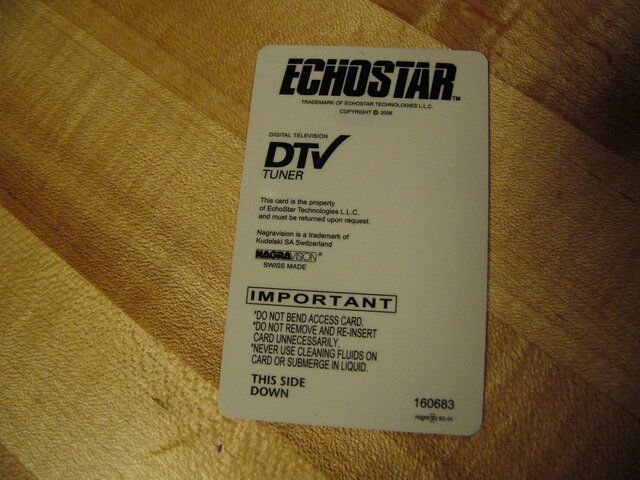 ECHOSTAR™
TRADEMARK OF ECHOSTAR TECHNOLOGIES L.L.C.
COPYRIGHT © 2008
DIGITAL TELEVISION
DTV
TUNER
This card is the property
of EchoStar Technologies L.L.C.
and must be returned upon request.
Nagravision is a trademark of
Kudelski SA Switzerland
NAGRAVISION®
SWISS MADE
IMPORTANT
*DO NOT BEND ACCESS CARD.
*DO NOT REMOVE AND RE-INSERT
CARD UNNECESSARILY.
*NEVER USE CLEANING FLUIDS ON
CARD OR SUBMERGE IN LIQUID.
THIS SIDE
DOWN
160683